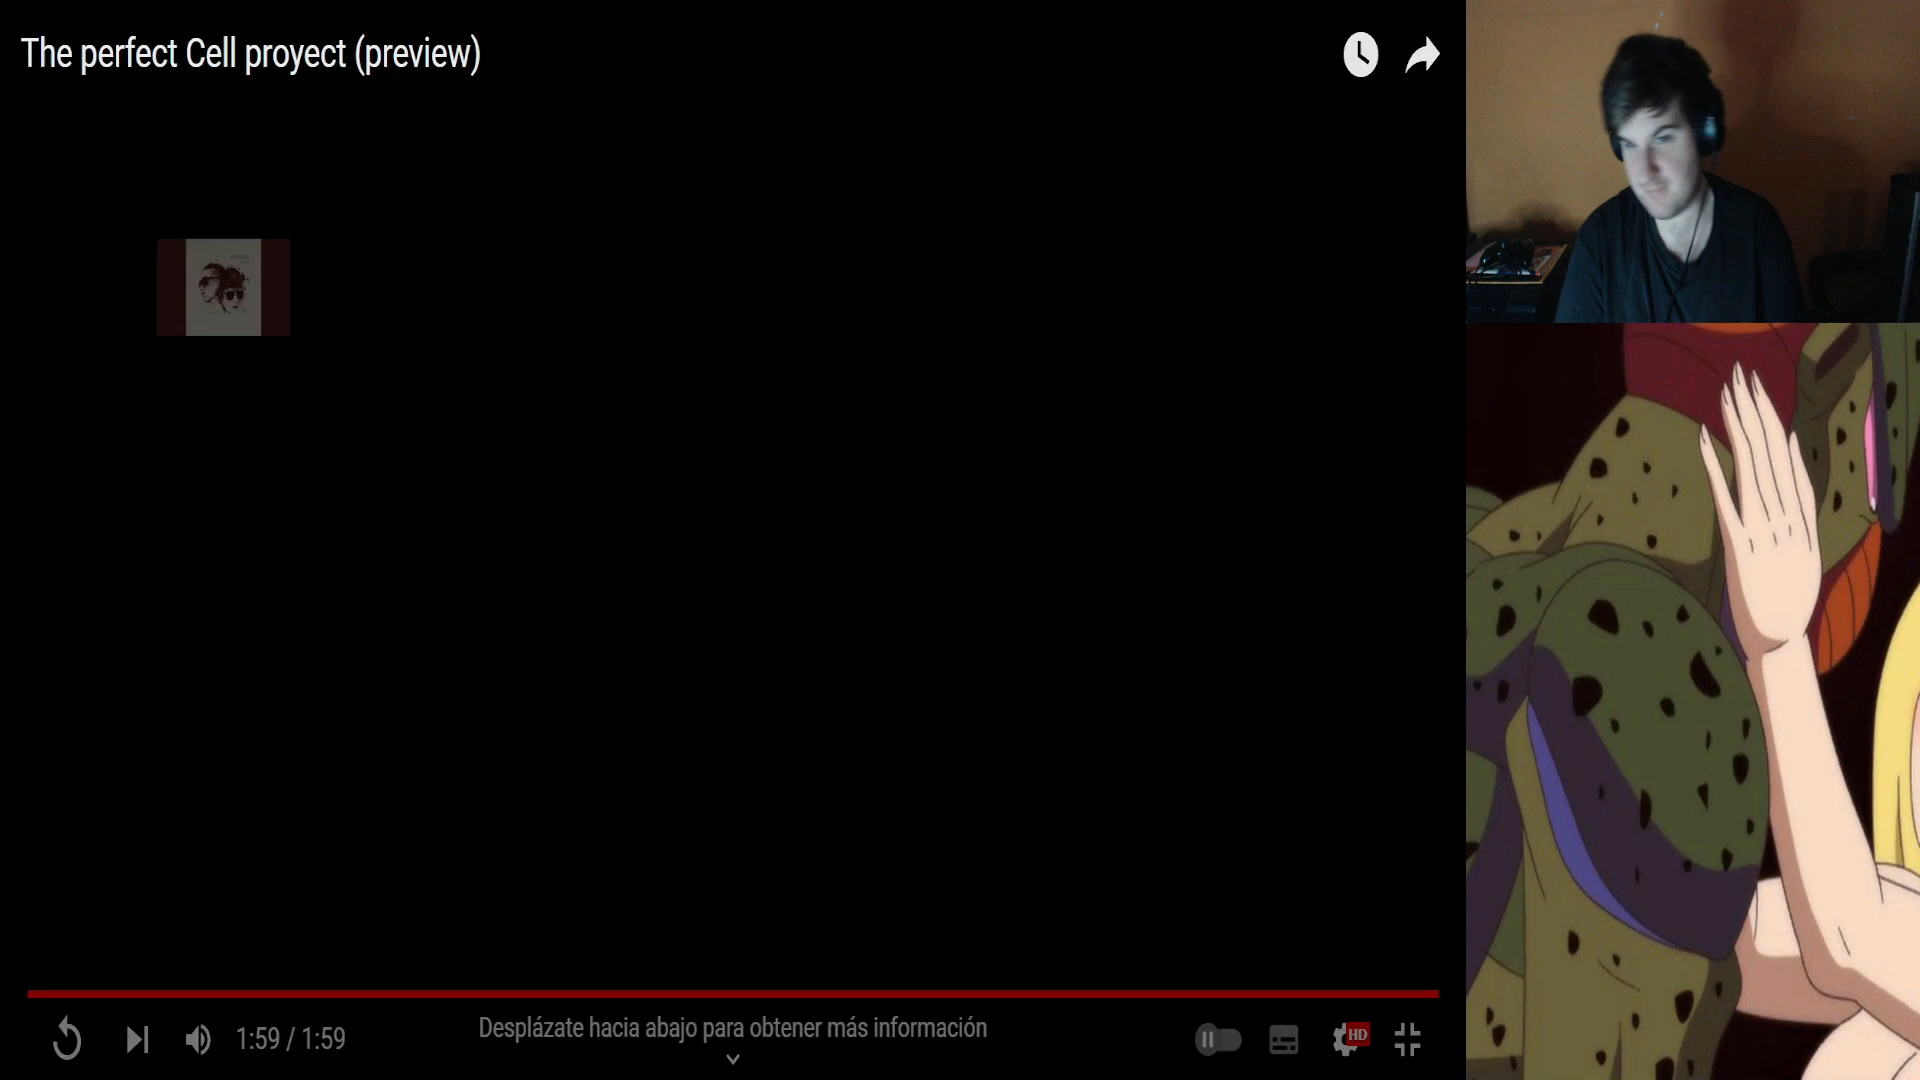 The perfect Cell proyect (preview)
1:59 / 1:59
Desplázate hacia abajo para obtener más información
HD